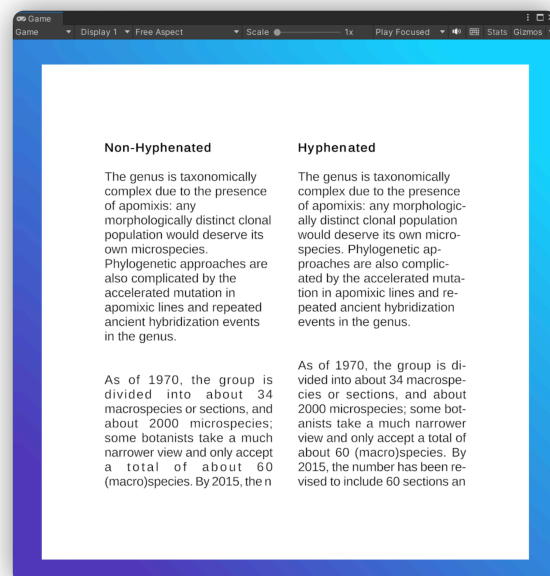 Game
Game Display 1 Free Aspect Scale 1x Play Focused Stats Gizmos
Non-Hyphenated
The genus is taxonomically
complex due to the presence
of apomixis: any
morphologically distinct clonal
population would deserve its
own microspecies.
Phylogenetic approaches are
also complicated by the
accelerated mutation in
apomixic lines and repeated
ancient hybridization events
in the genus.
As of 1970, the group is
divided into about 34
macrospecies or sections, and
about 2000 microspecies;
some botanists take a much
narrower view and only accept
a total of about 60
(macro)species. By 2015, the n
Hyphenated
The genus is taxonomically
complex due to the presence
of apomixis: any morphologic-
ally distinct clonal population
would deserve its own micro-
species. Phylogenetic ap-
proaches are also complic-
ated by the accelerated muta-
tion in apomixic lines and re-
peated ancient hybridization
events in the genus.
As of 1970, the group is di-
vided into about 34 macrospe-
cies or sections, and about
2000 microspecies; some bot-
anists take a much narrower
view and only accept a total of
about 60 (macro)species. By
2015, the number has been re-
vised to include 60 sections an